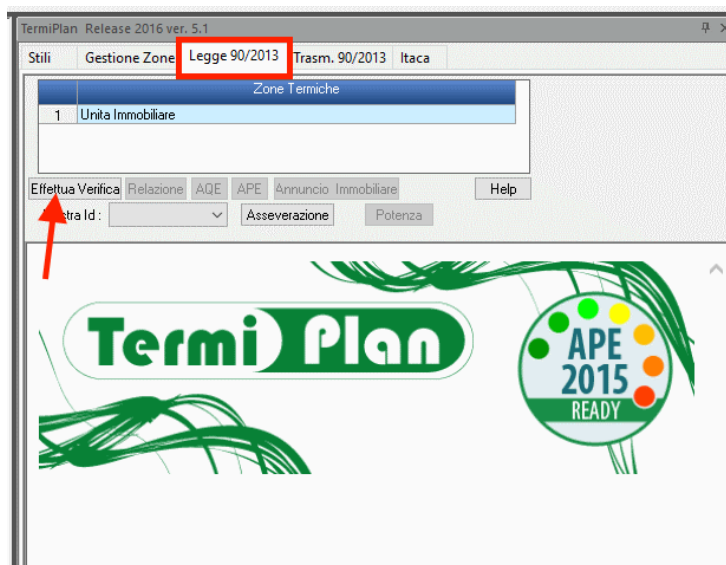 TermiPlan Release 2016 ver. 5.1
Stili Gestione Zone Legge 90/2013 Trasm. 90/2013 Itaca
Zone Termiche
1 Unita Immobiliare
Effettua Verifica Relazione AQE APE Annuncio Immobiliare Help
Id : Asseverazione Potenza
Termi Plan
APE
2015
READY